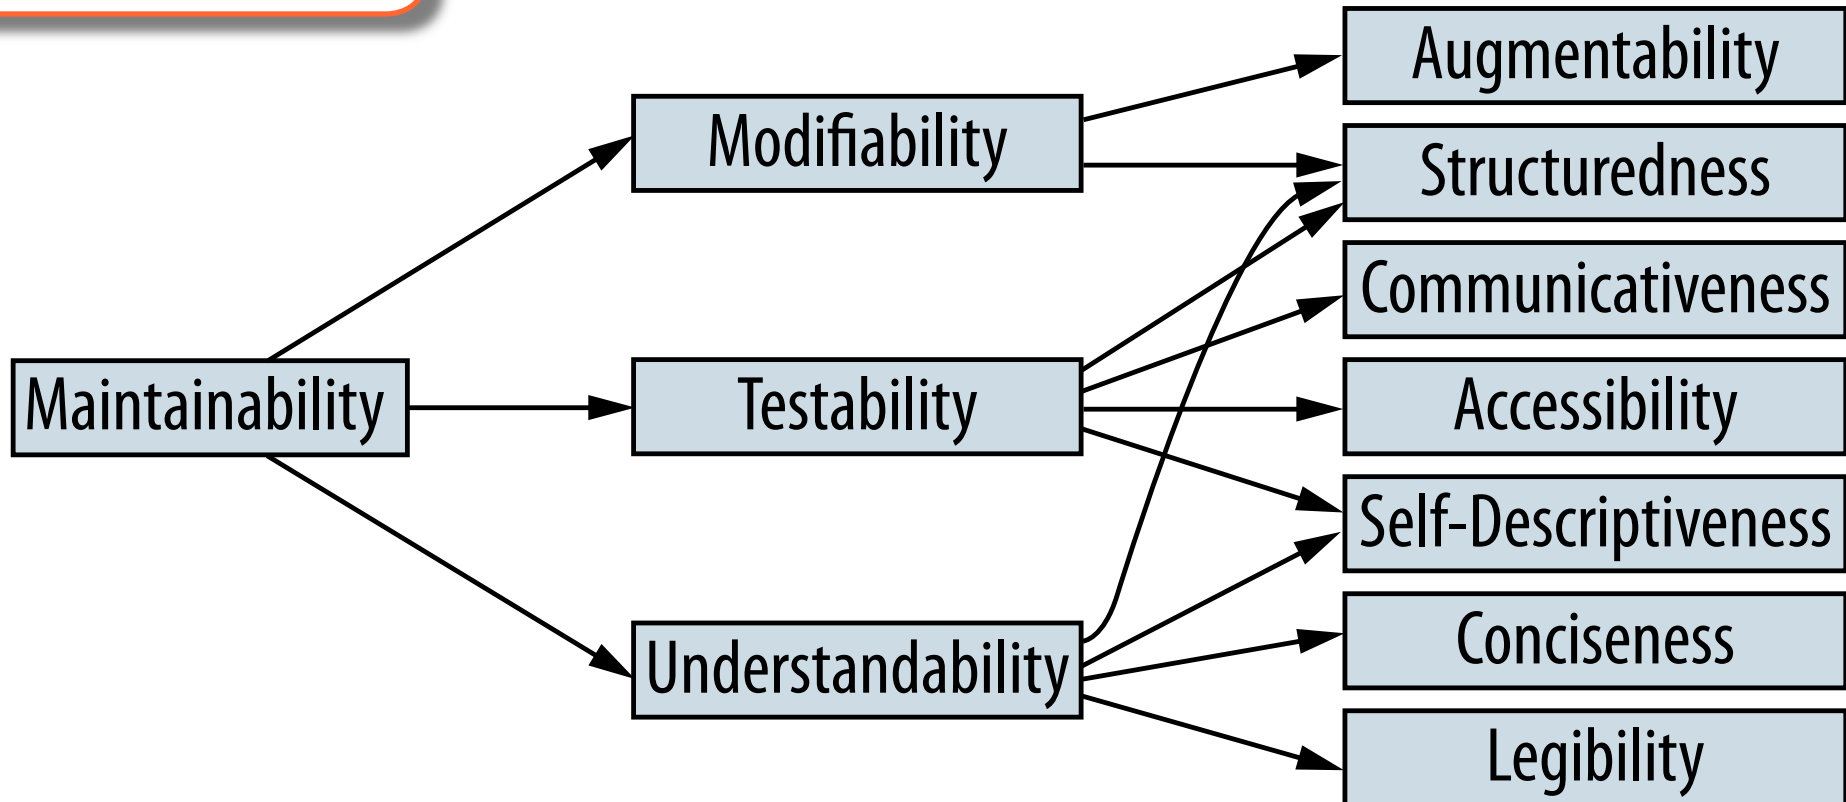 Maintainability
Modifiability
Testability
Understandability
Augmentability
Structuredness
Communicativeness
Accessibility
Self-Descriptiveness
Conciseness
Legibility